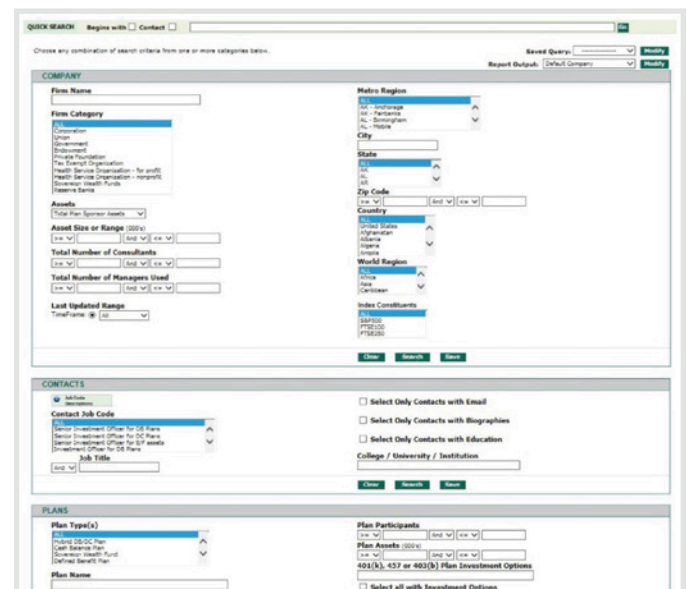 QUICK SEARCH Begins with Contact Go
Choose any combination of search criteria from one or more categories below.
Saved Query: Modify
Report Output: Default Company Modify
COMPANY
Firm Name
Firm Category
ALL
Corporation
Union
Government
Endowment
Private Foundation
Tax Exempt Organization
Health Service Organization - for profit
Health Service Organization - nonprofit
Sovereign Wealth Funds
Reserve Banks
Assets
Total Plan Sponsor Assets
Asset Size or Range (000's)
>= And <=
Total Number of Consultants
>= And <=
Total Number of Managers Used
>= And <=
Last Updated Range
TimeFrame All
Metro Region
ALL
AK - Anchorage
AK - Fairbanks
AL - Birmingham
AL - Mobile
City
State
ALL
AK
AL
AR
Zip Code
>= And <=
Country
ALL
United States
Afghanistan
Albania
Algeria
Angola
World Region
ALL
Africa
Asia
Caribbean
Index Constituents
ALL
S&P500
FTSE100
FTSE250
Clear Search Save
CONTACTS
Job Code
Descriptions
Contact Job Code
ALL
Senior Investment Officer for DB Plans
Senior Investment Officer for DC Plans
Senior Investment Officer for E/F assets
Investment Officer for DB Plans
Job Title
And
Select Only Contacts with Email
Select Only Contacts with Biographies
Select Only Contacts with Education
College / University / Institution
Clear Search Save
PLANS
Plan Type(s)
ALL
Hybrid DB/DC Plan
Cash Balance Plan
Sovereign Wealth Fund
Defined Benefit Plan
Plan Name
Plan Participants
>= And <=
Plan Assets (000's)
>= And <=
401(k), 457 or 403(b) Plan Investment Options
Select all with Investment Options